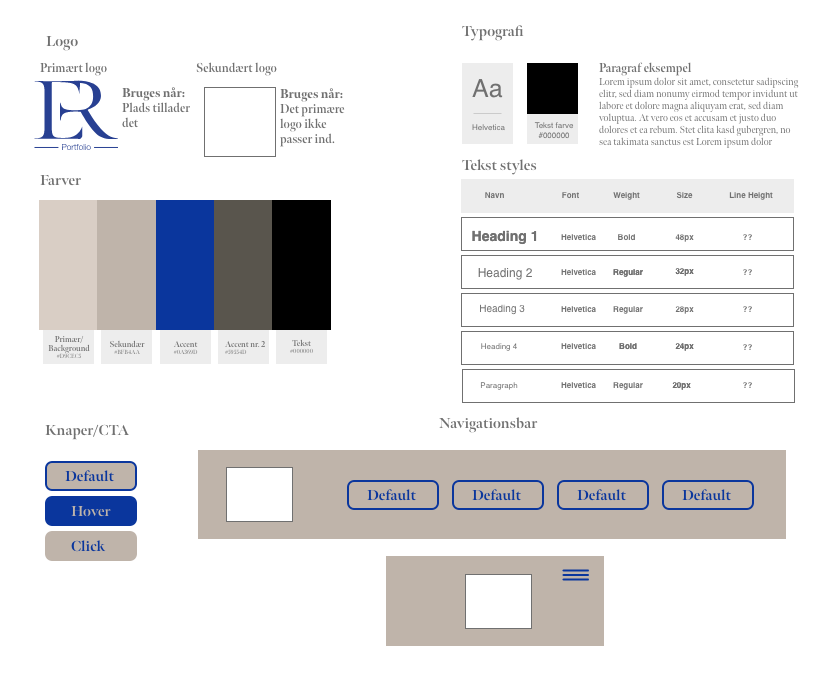 Logo
Primært logo
Sekundært logo
ER
Portfolio
Bruges når:
Plads tillader
det
Bruges når:
Det primære
logo ikke
passer ind.
Farver
Primær/
Background
Sekundær
Accent
Accent nr. 2
Tekst
#000000
Typografi
Aa
Helvetica
Tekst farve
#000000
Paragraf eksempel
Lorem ipsum dolor sit amet, consetetur sadipscing
elitr, sed diam nonumy eirmod tempor invidunt ut
labore et dolore magna aliquyam erat, sed diam
voluptua. At vero eos et accusam et justo duo
dolores et ea rebum. Stet clita kasd gubergren, no
sea takimata sanctus est Lorem ipsum dolor
Tekst styles
Navn Font Weight Size Line Height
Heading 1 Helvetica Bold 48px ??
Heading 2 Helvetica Regular 32px ??
Heading 3 Helvetica Regular 28px ??
Heading 4 Helvetica Bold 24px ??
Paragraph Helvetica Regular 20px ??
Knaper/CTA
Default
Hover
Click
Navigationsbar
Default Default Default Default